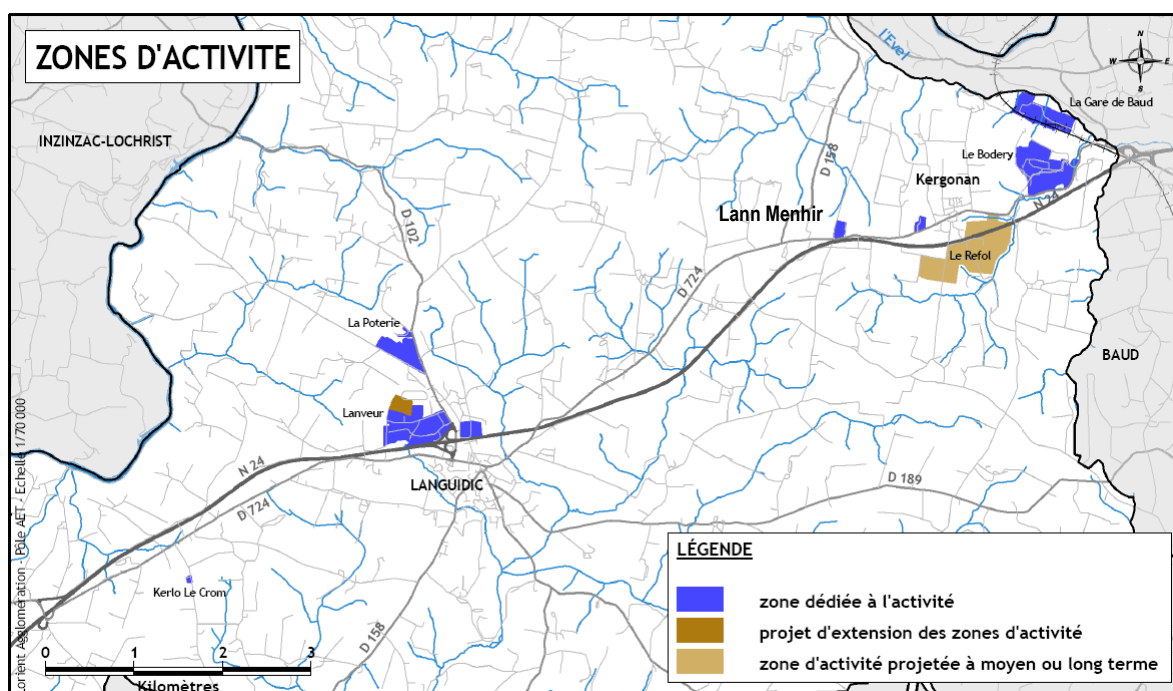 ZONES D'ACTIVITE
l'Evel
N
W
E
S
La Gare de Baud
INZINZAC-LOCHRIST
D 158
Le Bodery
Kergonan
N 24
D 102
Lann Menhir
Le Refol
D 724
La Poterie
BAUD
Lanveur
N 24
LANGUIDIC
D 189
D 724
Kerlo Le Crom
D 158
0
1
2
3
Kilomètres
Lorient Agglomération - Pôle AET - Echelle 1/70 000
LÉGENDE
zone dédiée à l'activité
projet d'extension des zones d'activité
zone d'activité projetée à moyen ou long terme